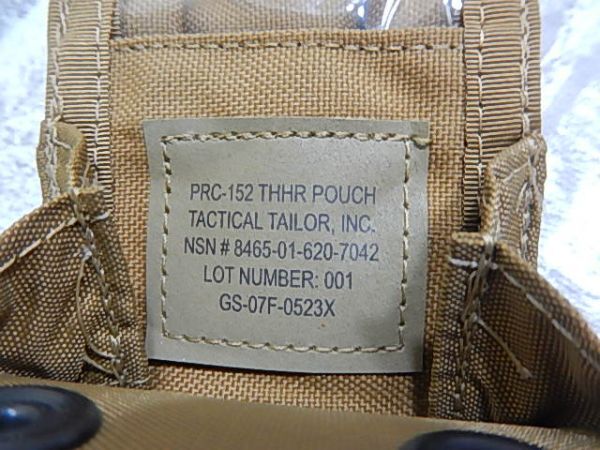 PRC-152 THHR POUCH
TACTICAL TAILOR, INC.
NSN # 8465-01-620-7042
LOT NUMBER: 001
GS-07F-0523X